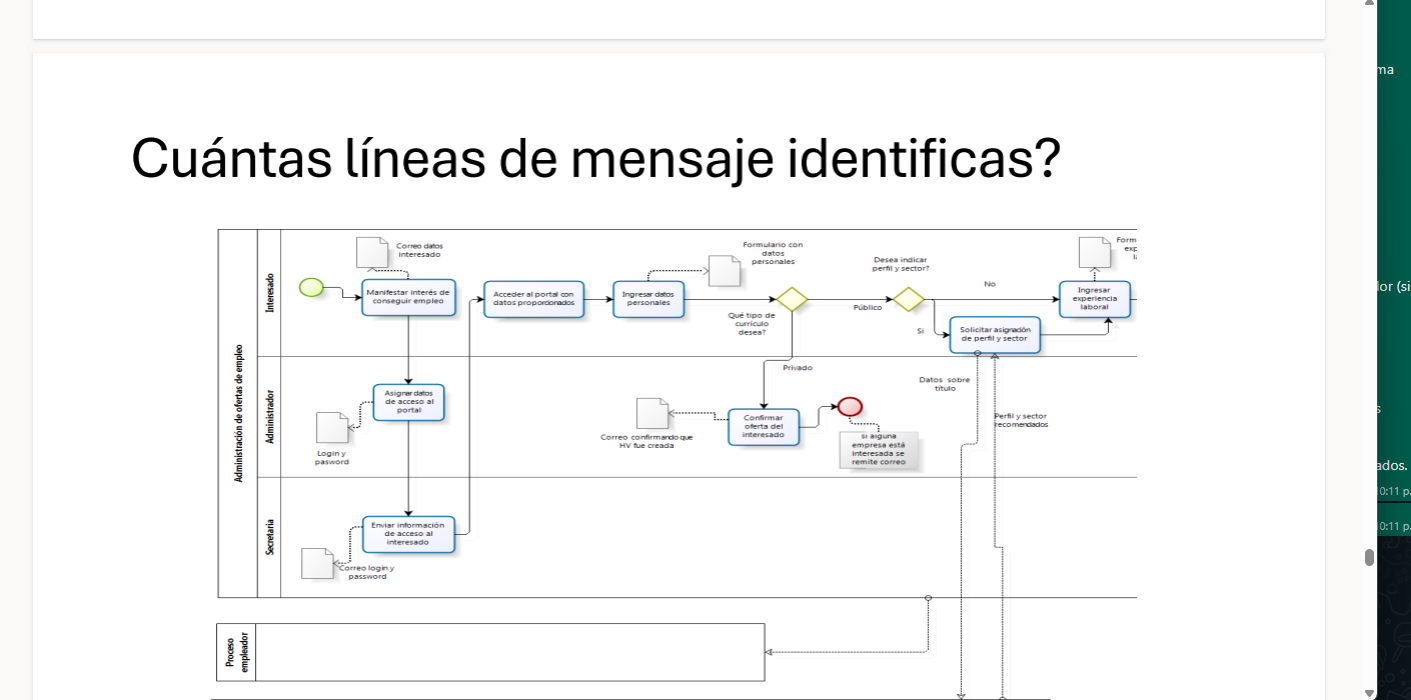 Cuántas líneas de mensaje identificas?
Administración de ofertas de empleo
Interesado
Correo datos
interesado
Manifestar interés de
conseguir empleo
Acceder al portal con
datos proporcionados
Ingresar datos
personales
Formulario con
datos
personales
Qué tipo de
currículo
desea?
Público
Desea indicar
perfil y sector?
No
Si
Solicitar asignación
de perfil y sector
Ingresar
experiencia
laboral
Form
exp
Administrador
Asignar datos
de acceso al
portal
Login y
pasword
Privado
Confirmar
oferta del
interesado
Correo confirmando que
HV fue creada
si alguna
empresa está
interesada se
remite correo
Datos sobre
título
Perfil y sector
recomendados
Secretaria
Enviar información
de acceso al
interesado
Correo login y
password
Proceso
empleador
ma
lor (si
s
ados.
0:11 p.
0:11 p.